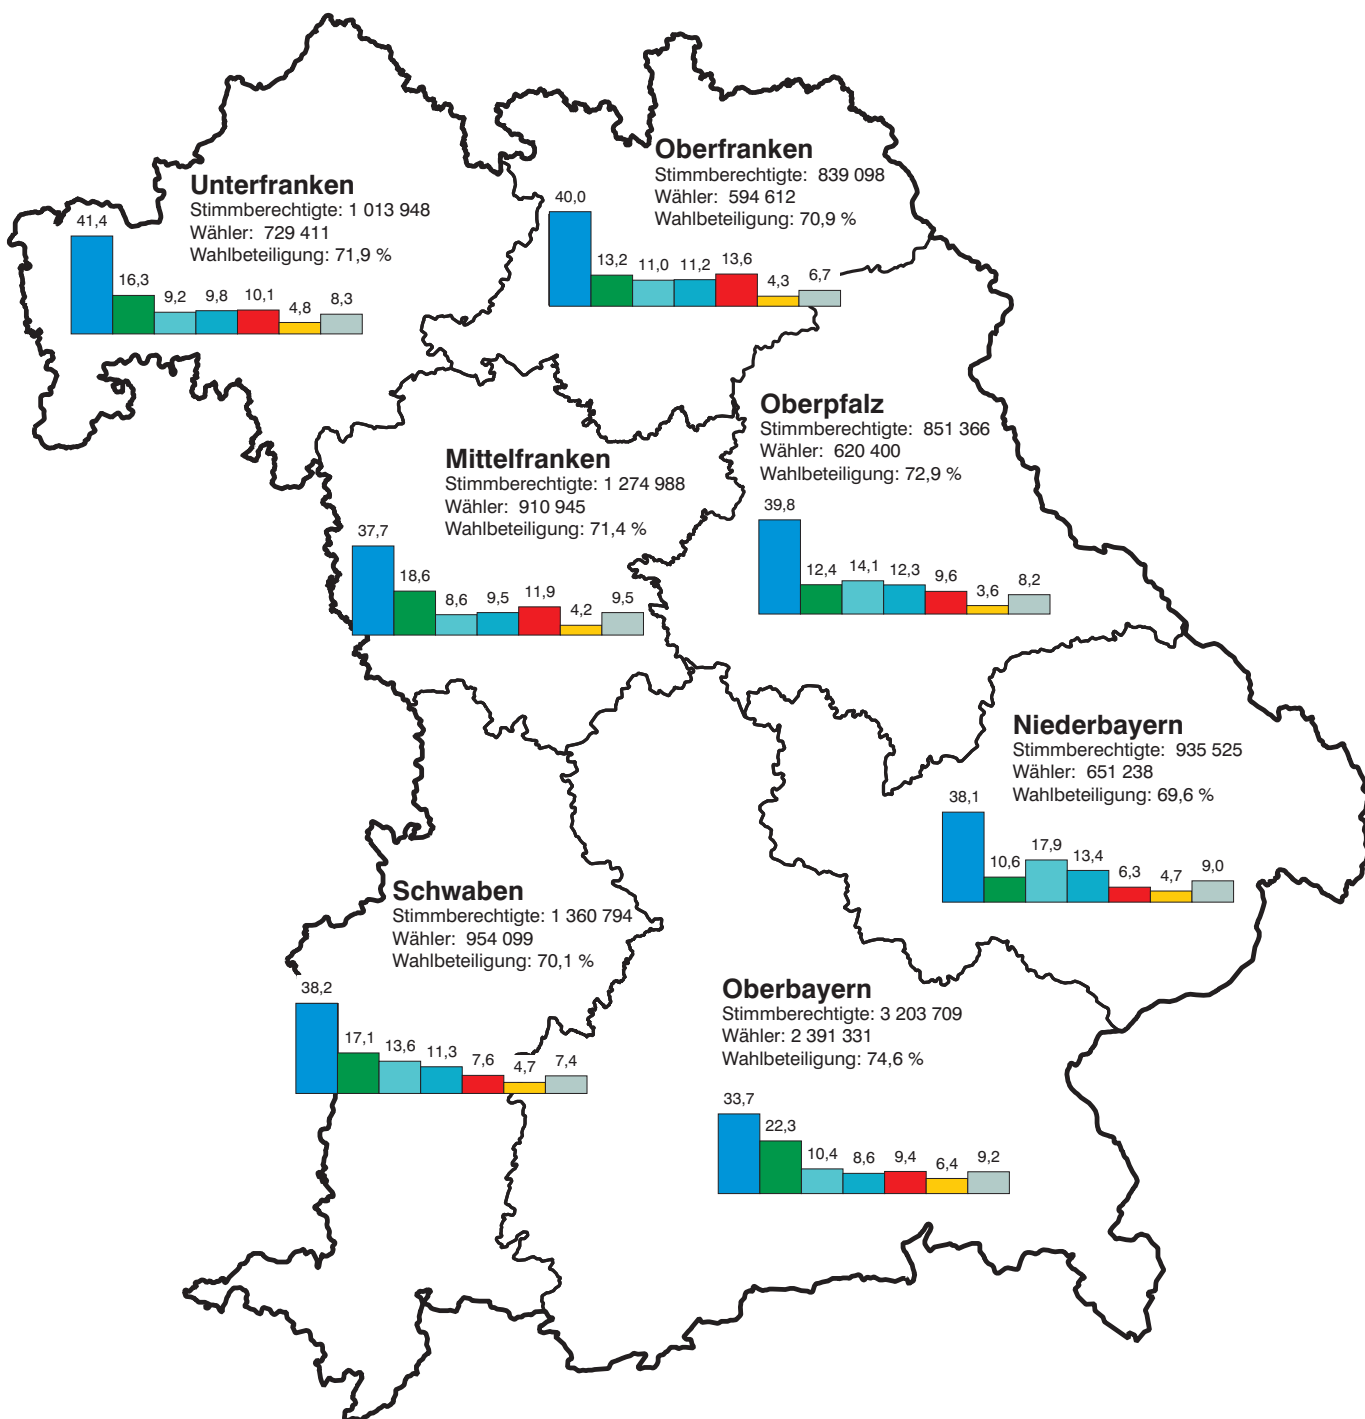 Unterfranken
Stimmberechtigte: 1 013 948
Wähler: 729 411
Wahlbeteiligung: 71,9 %
41,4
16,3
9,2
9,8
10,1
4,8
8,3
Oberfranken
Stimmberechtigte: 839 098
Wähler: 594 612
Wahlbeteiligung: 70,9 %
40,0
13,2
11,0
11,2
13,6
4,3
6,7
Oberpfalz
Stimmberechtigte: 851 366
Wähler: 620 400
Wahlbeteiligung: 72,9 %
39,8
12,4
14,1
12,3
9,6
3,6
8,2
Mittelfranken
Stimmberechtigte: 1 274 988
Wähler: 910 945
Wahlbeteiligung: 71,4 %
37,7
18,6
8,6
9,5
11,9
4,2
9,5
Niederbayern
Stimmberechtigte: 935 525
Wähler: 651 238
Wahlbeteiligung: 69,6 %
38,1
10,6
17,9
13,4
6,3
4,7
9,0
Schwaben
Stimmberechtigte: 1 360 794
Wähler: 954 099
Wahlbeteiligung: 70,1 %
38,2
17,1
13,6
11,3
7,6
4,7
7,4
Oberbayern
Stimmberechtigte: 3 203 709
Wähler: 2 391 331
Wahlbeteiligung: 74,6 %
33,7
22,3
10,4
8,6
9,4
6,4
9,2